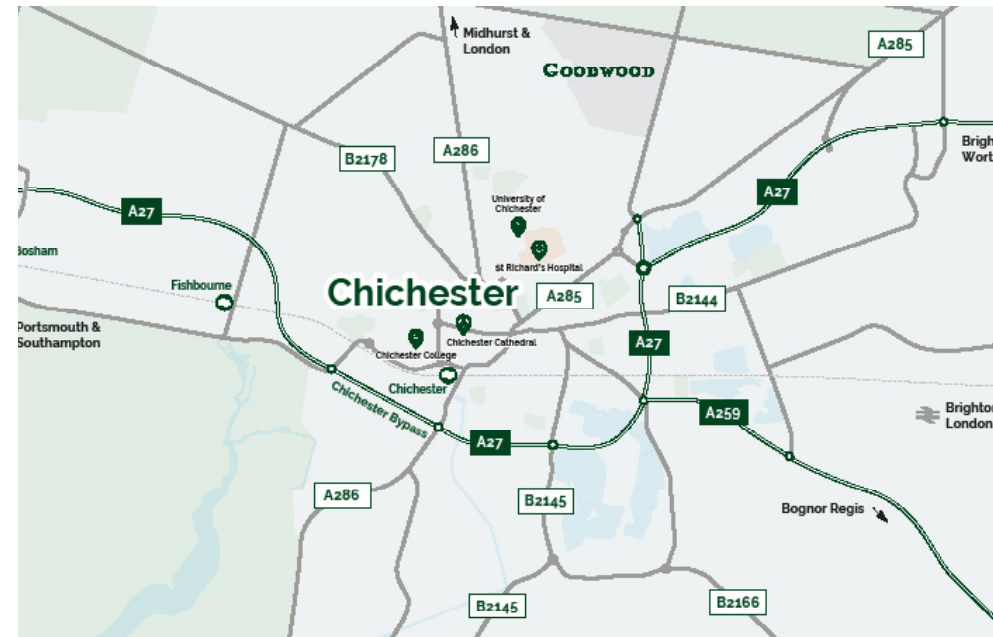 Midhurst &
London
A285
GOODWOOD
B2178
A286
Brigh
Wort
A27
A27
University of
Chichester
Bosham
St Richard's Hospital
Fishbourne
Chichester
A285
B2144
Portsmouth &
Southampton
Chichester College
Chichester Cathedral
A27
Chichester
Chichester Bypass
A259
Brighton
London
A27
A286
B2145
Bognor Regis
B2145
B2166